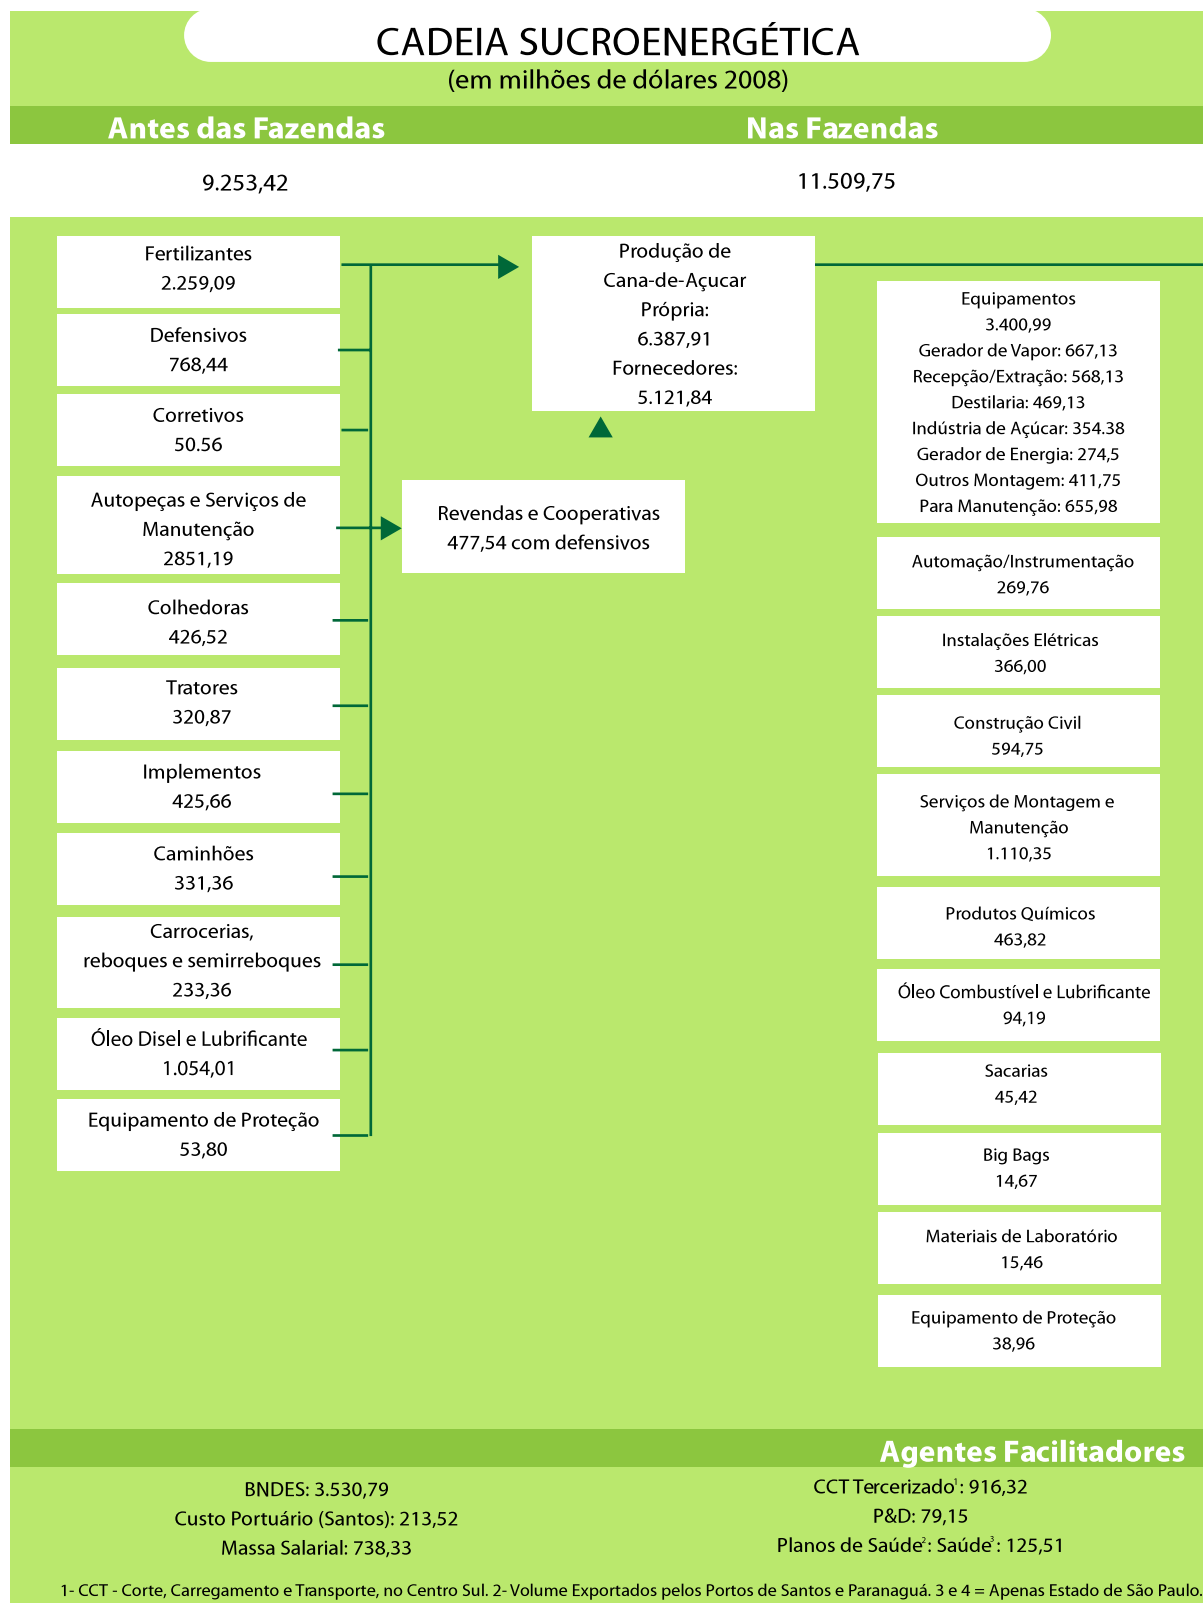 CADEIA SUCROENERGÉTICA
(em milhões de dólares 2008)
Antes das Fazendas
Nas Fazendas
9.253,42
11.509,75
Fertilizantes
2.259,09
Defensivos
768,44
Corretivos
50.56
Autopeças e Serviços de
Manutenção
2851,19
Colhedoras
426,52
Tratores
320,87
Implementos
425,66
Caminhões
331,36
Carrocerias,
reboques e semirreboques
233,36
Óleo Disel e Lubrificante
1.054,01
Equipamento de Proteção
53,80
Produção de
Cana-de-Açucar
Própria:
6.387,91
Fornecedores:
5.121,84
Revendas e Cooperativas
477,54 com defensivos
Equipamentos
3.400,99
Gerador de Vapor: 667,13
Recepção/Extração: 568,13
Destilaria: 469,13
Indústria de Açúcar: 354.38
Gerador de Energia: 274,5
Outros Montagem: 411,75
Para Manutenção: 655,98
Automação/Instrumentação
269,76
Instalações Elétricas
366,00
Construção Civil
594,75
Serviços de Montagem e
Manutenção
1.110,35
Produtos Químicos
463,82
Óleo Combustível e Lubrificante
94,19
Sacarias
45,42
Big Bags
14,67
Materiais de Laboratório
15,46
Equipamento de Proteção
38,96
Agentes Facilitadores
BNDES: 3.530,79
Custo Portuário (Santos): 213,52
Massa Salarial: 738,33
CCT Tercerizado¹: 916,32
P&D: 79,15
Planos de Saúde²: Saúde³: 125,51
1- CCT - Corte, Carregamento e Transporte, no Centro Sul. 2- Volume Exportados pelos Portos de Santos e Paranaguá. 3 e 4 = Apenas Estado de São Paulo.